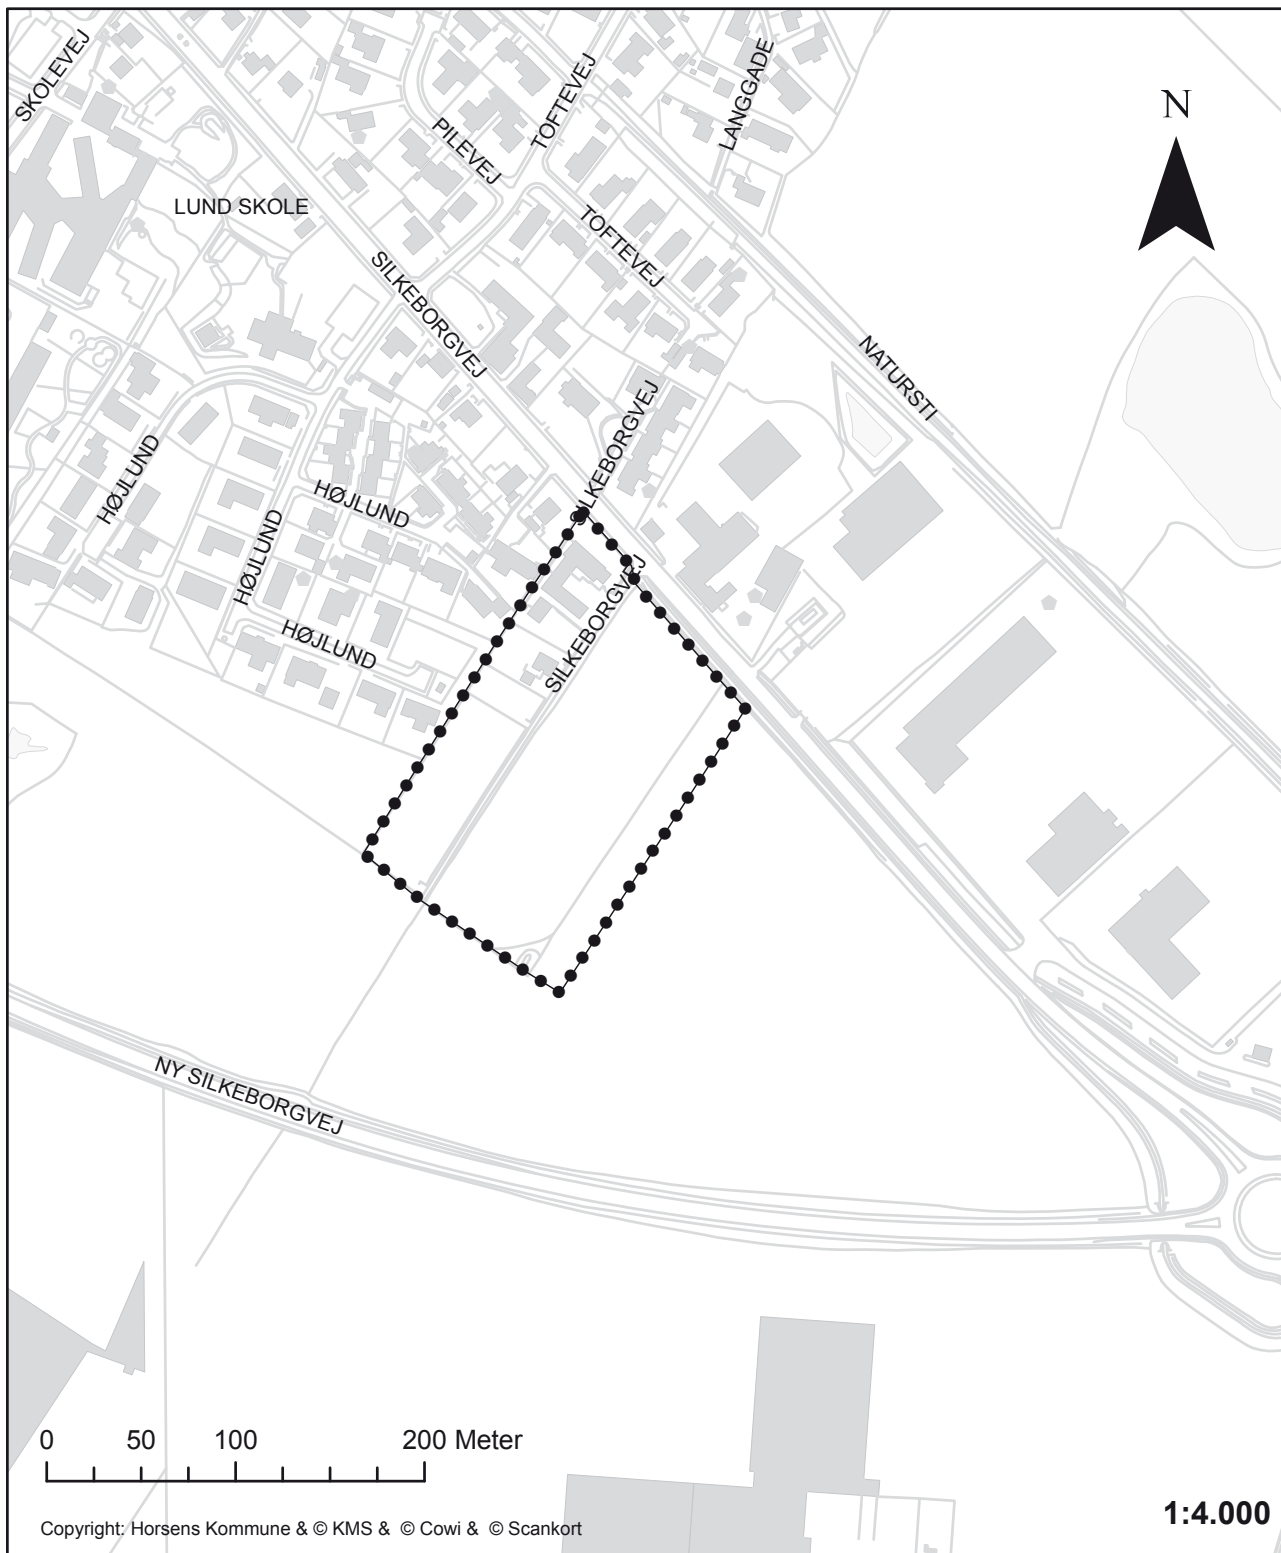 SKOLEVEJ
LANGGADE
TOFTEVEJ
N
PILEVEJ
LUND SKOLE
TOFTEVEJ
SILKEBORGVEJ
NATURSTI
SILKEBORGVEJ
HØJLUND
HØJLUND
HØJLUND
SILKEBORGVEJ
HØJLUND
NY SILKEBORGVEJ
0 50 100 200 Meter
1:4.000
Copyright: Horsens Kommune & © KMS & © Cowi & © Scankort